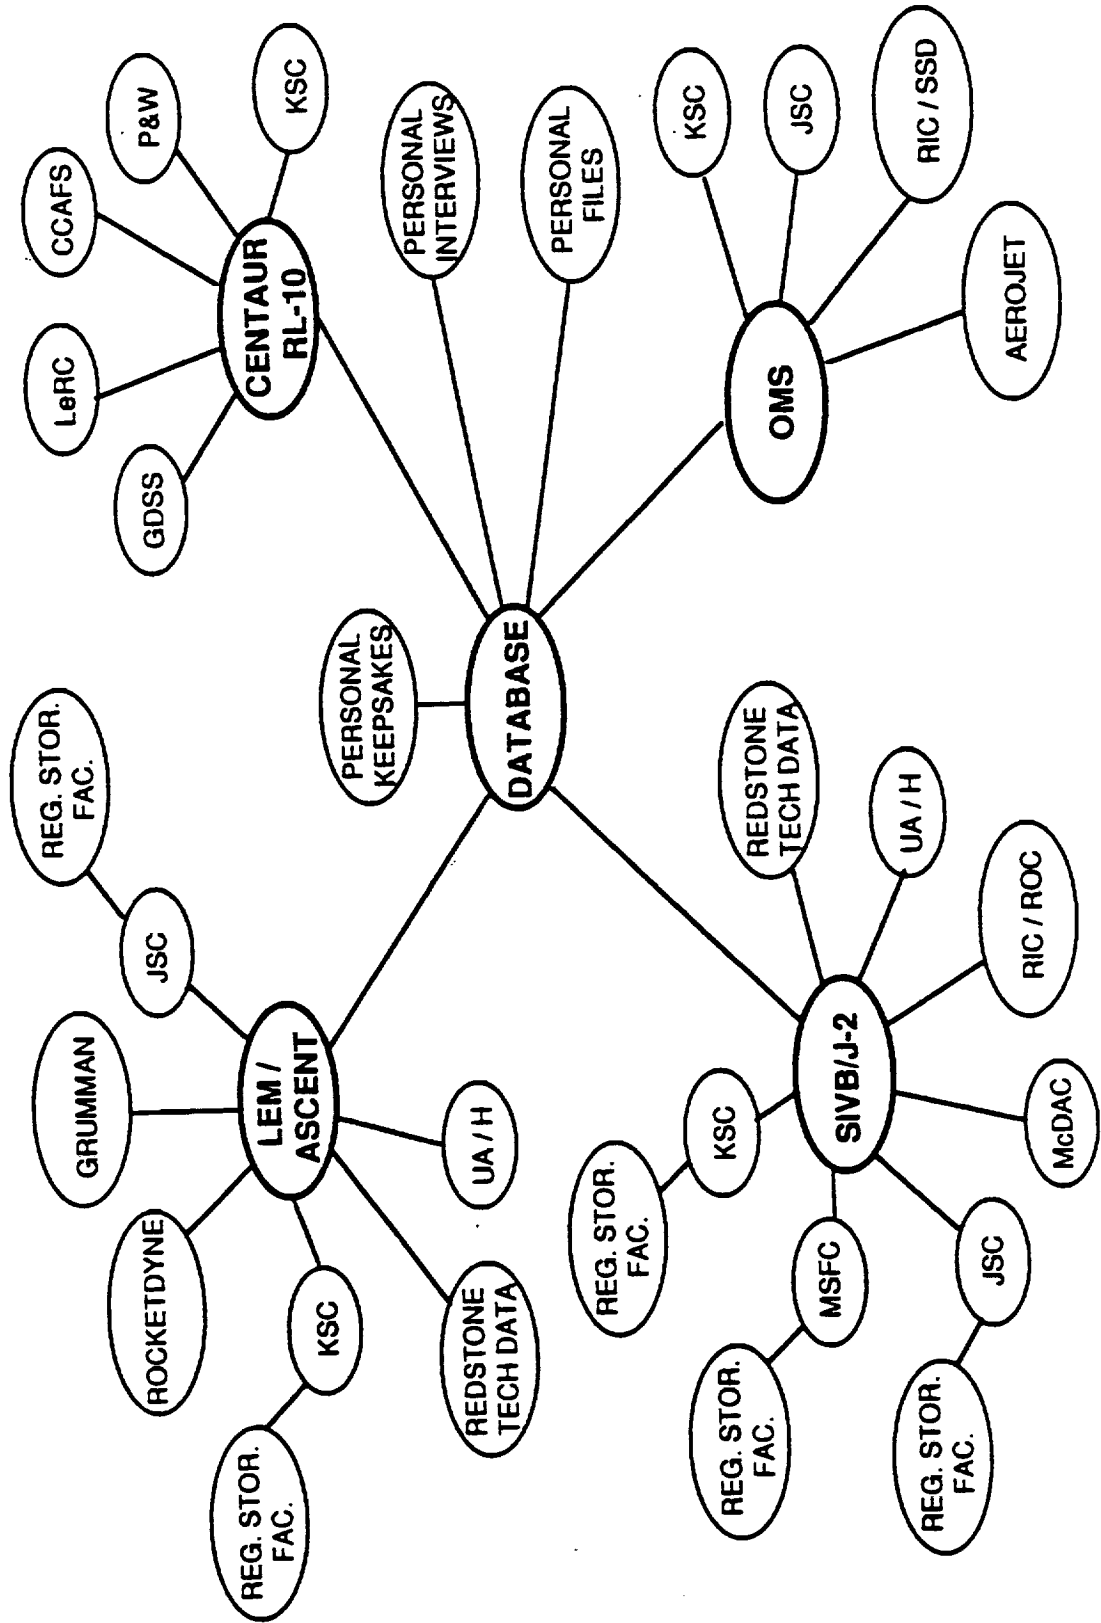 REG. STOR.
FAC.
JSC
GRUMMAN
ROCKETDYNE
LEM /
ASCENT
KSC
REG. STOR.
FAC.
REDSTONE
TECH DATA
UA / H
GDSS
LeRC
CCAFS
P&W
KSC
CENTAUR
RL-10
PERSONAL
KEEPSAKES
PERSONAL
INTERVIEWS
PERSONAL
FILES
DATABASE
REG. STOR.
FAC.
KSC
REG. STOR.
FAC.
MSFC
REG. STOR.
FAC.
JSC
SIVB/J-2
McDAC
RIC / ROC
UA / H
REDSTONE
TECH DATA
OMS
KSC
JSC
RIC / SSD
AEROJET